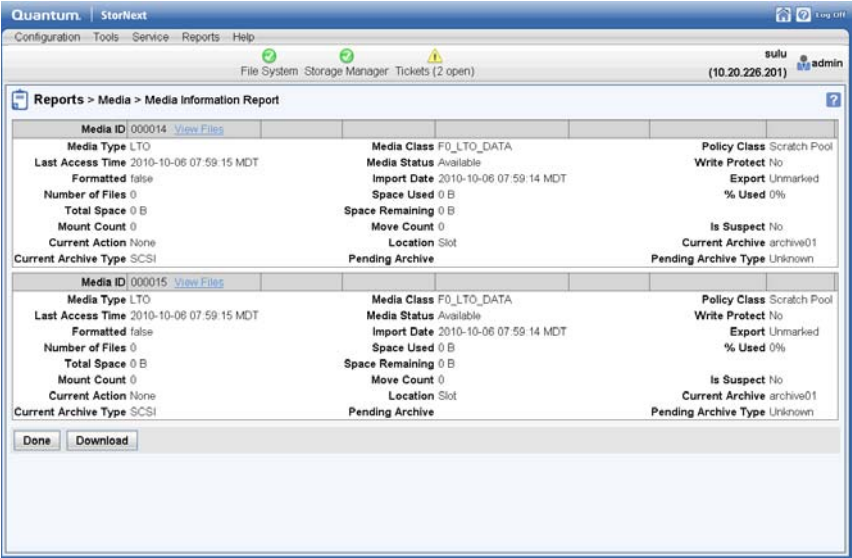 Quantum. StorNext Log Off
Configuration Tools Service Reports Help
File System Storage Manager Tickets (2 open)
sulu
(10.20.226.201)
admin
Reports > Media > Media Information Report
Media ID 000014 View Files
Media Type LTO Media Class F0_LTO_DATA Policy Class Scratch Pool
Last Access Time 2010-10-06 07:59:15 MDT Media Status Available Write Protect No
Formatted false Import Date 2010-10-06 07:59:14 MDT Export Unmarked
Number of Files 0 Space Used 0 B % Used 0%
Total Space 0 B Space Remaining 0 B
Mount Count 0 Move Count 0 Is Suspect No
Current Action None Location Slot Current Archive archive01
Current Archive Type SCSI Pending Archive Pending Archive Type Unknown
Media ID 000015 View Files
Media Type LTO Media Class F0_LTO_DATA Policy Class Scratch Pool
Last Access Time 2010-10-06 07:59:15 MDT Media Status Available Write Protect No
Formatted false Import Date 2010-10-06 07:59:14 MDT Export Unmarked
Number of Files 0 Space Used 0 B % Used 0%
Total Space 0 B Space Remaining 0 B
Mount Count 0 Move Count 0 Is Suspect No
Current Action None Location Slot Current Archive archive01
Current Archive Type SCSI Pending Archive Pending Archive Type Unknown
Done Download